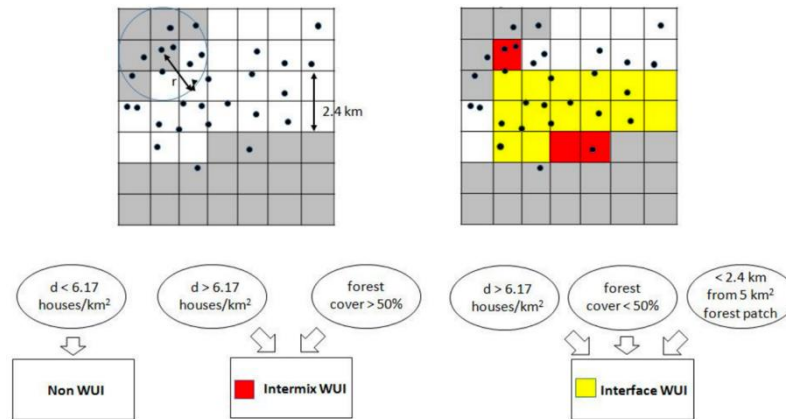 r
2.4 km
d < 6.17
houses/km²
d > 6.17
houses/km²
forest
cover > 50%
d > 6.17
houses/km²
forest
cover < 50%
< 2.4 km
from 5 km²
forest patch
Non WUI
Intermix WUI
Interface WUI